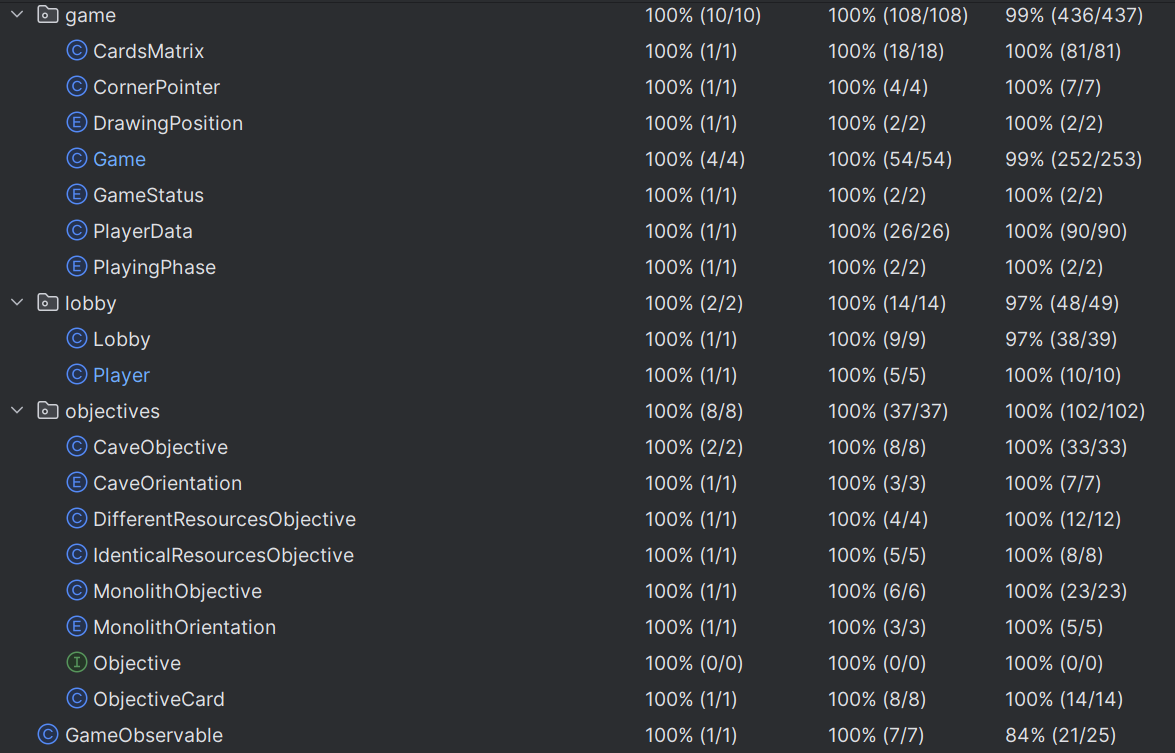 game 100% (10/10) 100% (108/108) 99% (436/437)
C CardsMatrix 100% (1/1) 100% (18/18) 100% (81/81)
C CornerPointer 100% (1/1) 100% (4/4) 100% (7/7)
E DrawingPosition 100% (1/1) 100% (2/2) 100% (2/2)
C Game 100% (4/4) 100% (54/54) 99% (252/253)
E GameStatus 100% (1/1) 100% (2/2) 100% (2/2)
C PlayerData 100% (1/1) 100% (26/26) 100% (90/90)
E PlayingPhase 100% (1/1) 100% (2/2) 100% (2/2)
lobby 100% (2/2) 100% (14/14) 97% (48/49)
C Lobby 100% (1/1) 100% (9/9) 97% (38/39)
C Player 100% (1/1) 100% (5/5) 100% (10/10)
objectives 100% (8/8) 100% (37/37) 100% (102/102)
C CaveObjective 100% (2/2) 100% (8/8) 100% (33/33)
E CaveOrientation 100% (1/1) 100% (3/3) 100% (7/7)
C DifferentResourcesObjective 100% (1/1) 100% (4/4) 100% (12/12)
C IdenticalResourcesObjective 100% (1/1) 100% (5/5) 100% (8/8)
C MonolithObjective 100% (1/1) 100% (6/6) 100% (23/23)
E MonolithOrientation 100% (1/1) 100% (3/3) 100% (5/5)
I Objective 100% (0/0) 100% (0/0) 100% (0/0)
C ObjectiveCard 100% (1/1) 100% (8/8) 100% (14/14)
C GameObservable 100% (1/1) 100% (7/7) 84% (21/25)